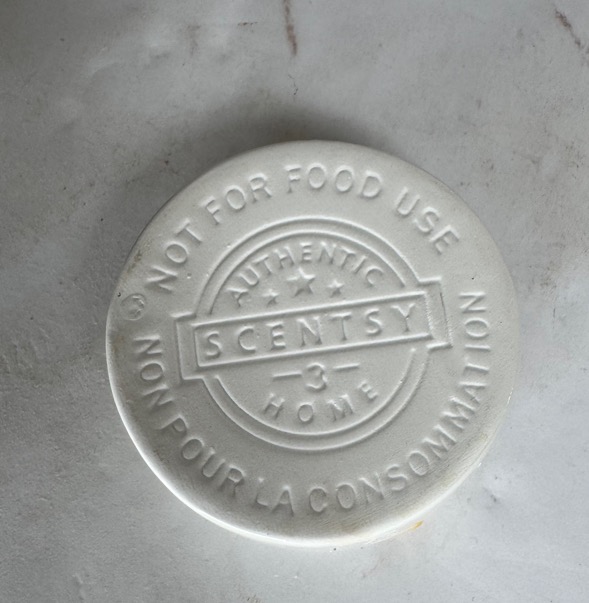 NOT FOR FOOD USE
AUTHENTIC
SCENTSY
3
HOME
NON POUR LA CONSOMMATION